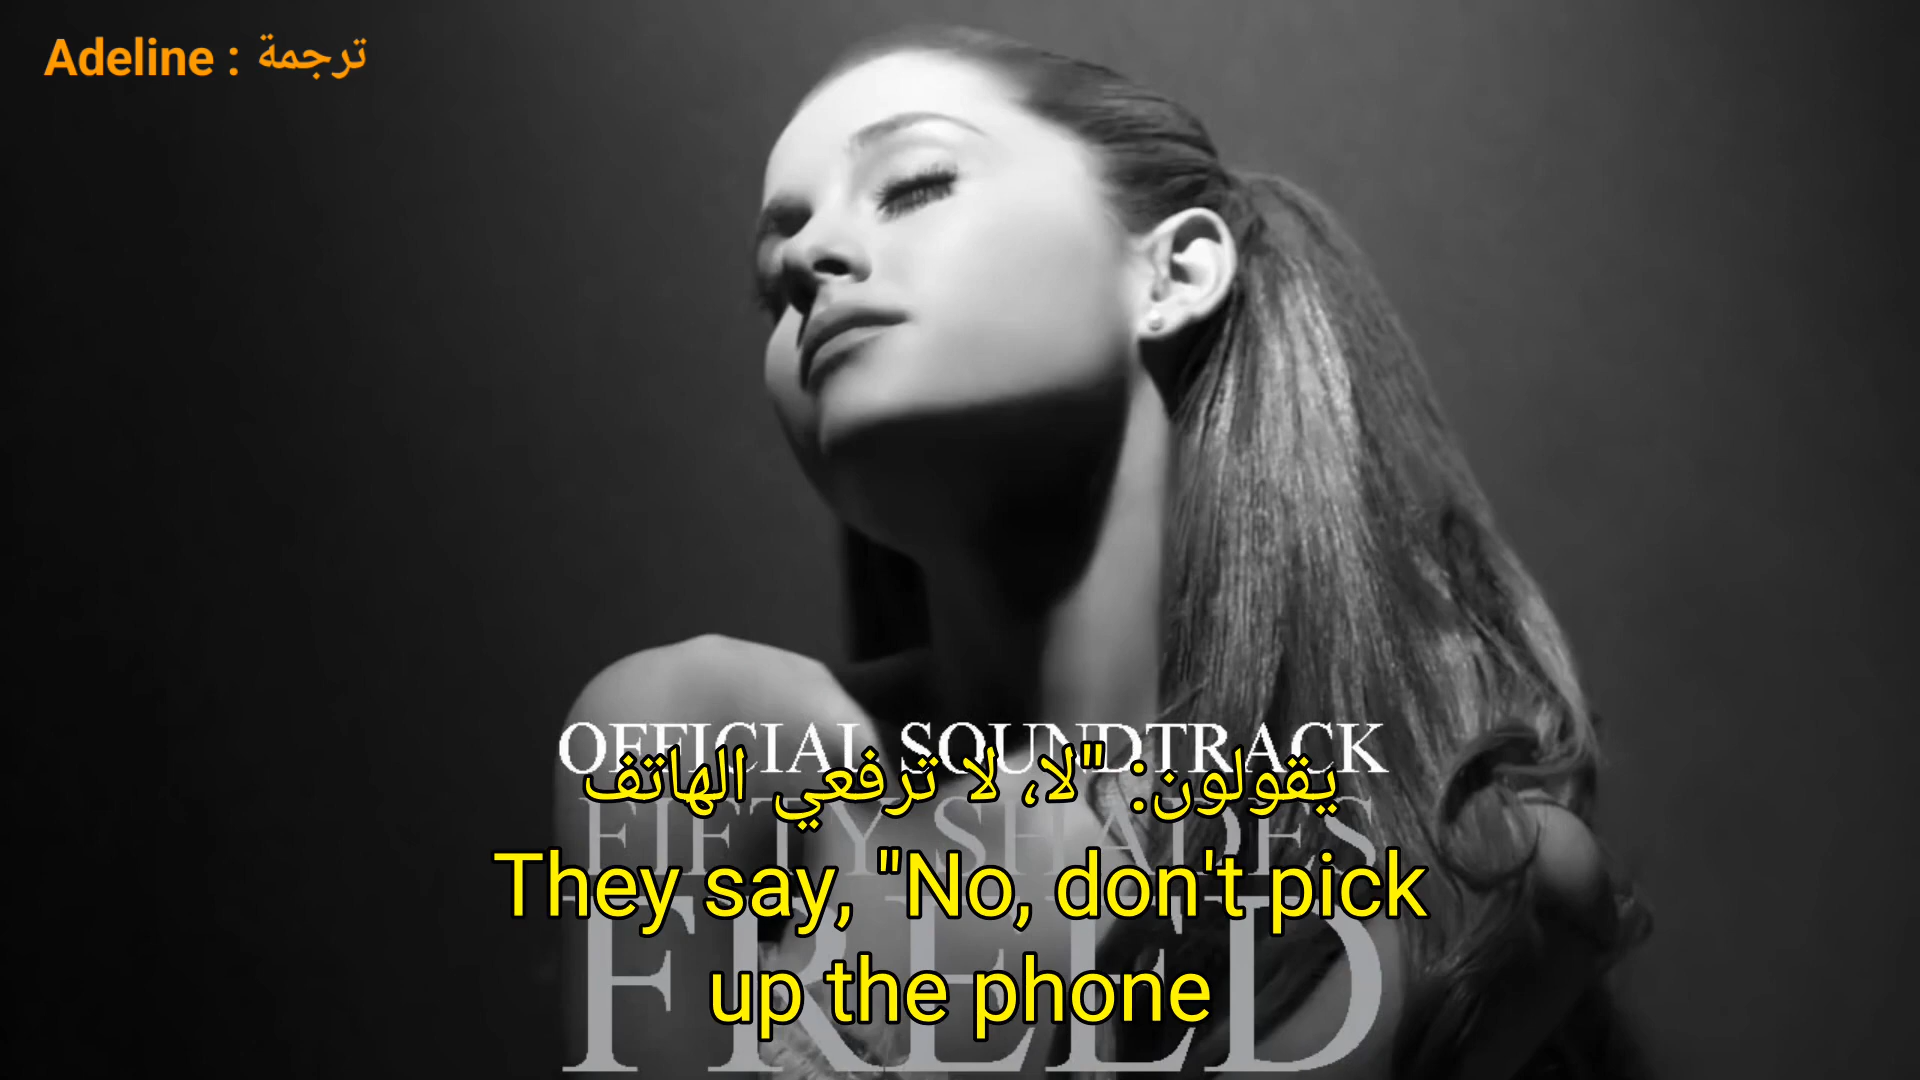 Adeline : ترجمة
OFFICIAL SOUNDTRACK
يقولون: "لا، لا ترفعي الهاتف
FIFTY SHADES
They say, "No, don't pick
up the phone
FREED